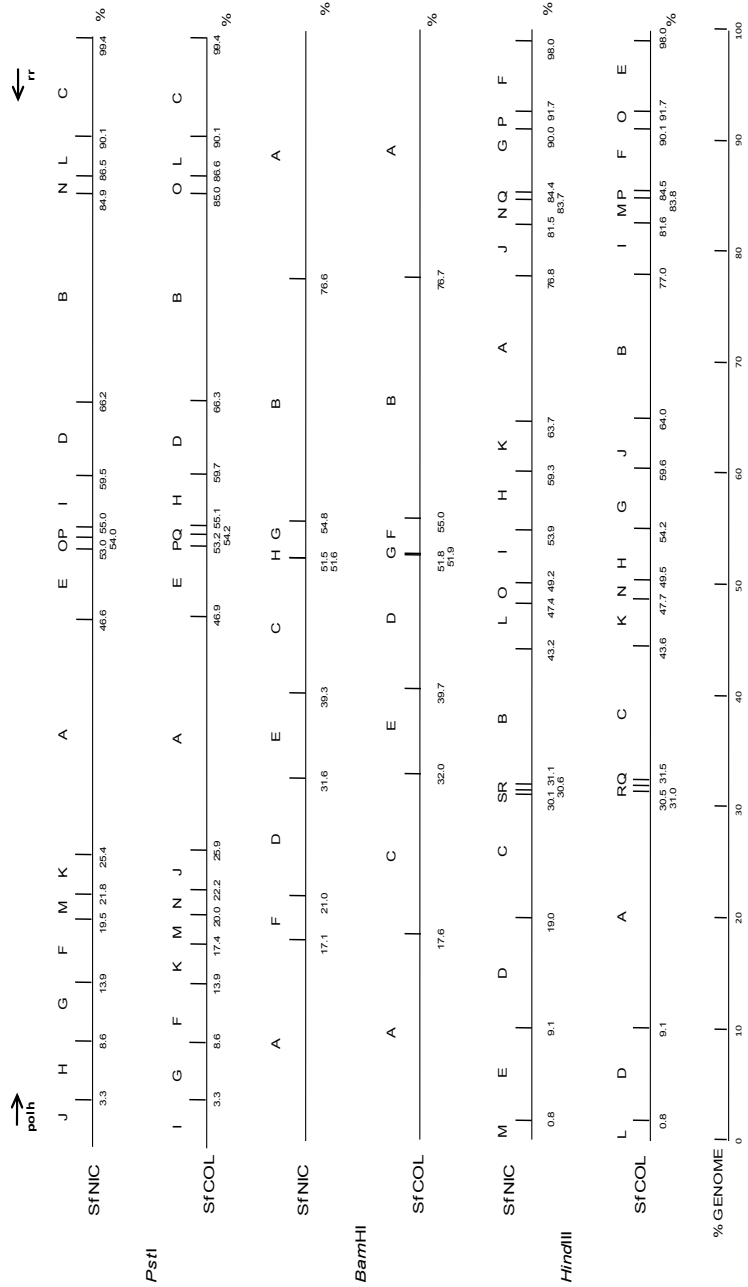 polh rr
J H G F M K A E O P I D B N L C
SfNIC %
3.3 8.6 13.9 19.5 21.8 25.4 46.6 53.0 54.0 55.0 59.5 66.2 84.9 86.5 90.1 99.4
PstI
I G F K M N J A E P Q H D B O L C
SfCOL %
3.3 8.6 13.9 17.4 20.0 22.2 25.9 46.9 53.2 54.2 55.1 59.7 66.3 85.0 86.6 90.1 99.4
A F D E C H G B A
SfNIC %
17.1 21.0 31.6 39.3 51.5 51.6 54.8 76.6
BamHI
A C E D G F B A
SfCOL %
17.6 32.0 39.7 51.8 51.9 55.0 76.7
M E D C S R B L O I H K A J N Q G P F
SfNIC %
0.8 9.1 19.0 30.1 30.6 31.1 43.2 47.4 49.2 53.9 59.3 63.7 76.8 81.5 83.7 84.4 90.0 91.7 98.0
HindIII
L D A R Q C K N H G J B I M P F O E
SfCOL %
0.8 9.1 30.5 31.0 31.5 43.6 47.7 49.5 54.2 59.6 64.0 77.0 81.6 83.8 84.5 90.1 91.7 98.0
% GENOME
0 10 20 30 40 50 60 70 80 90 100